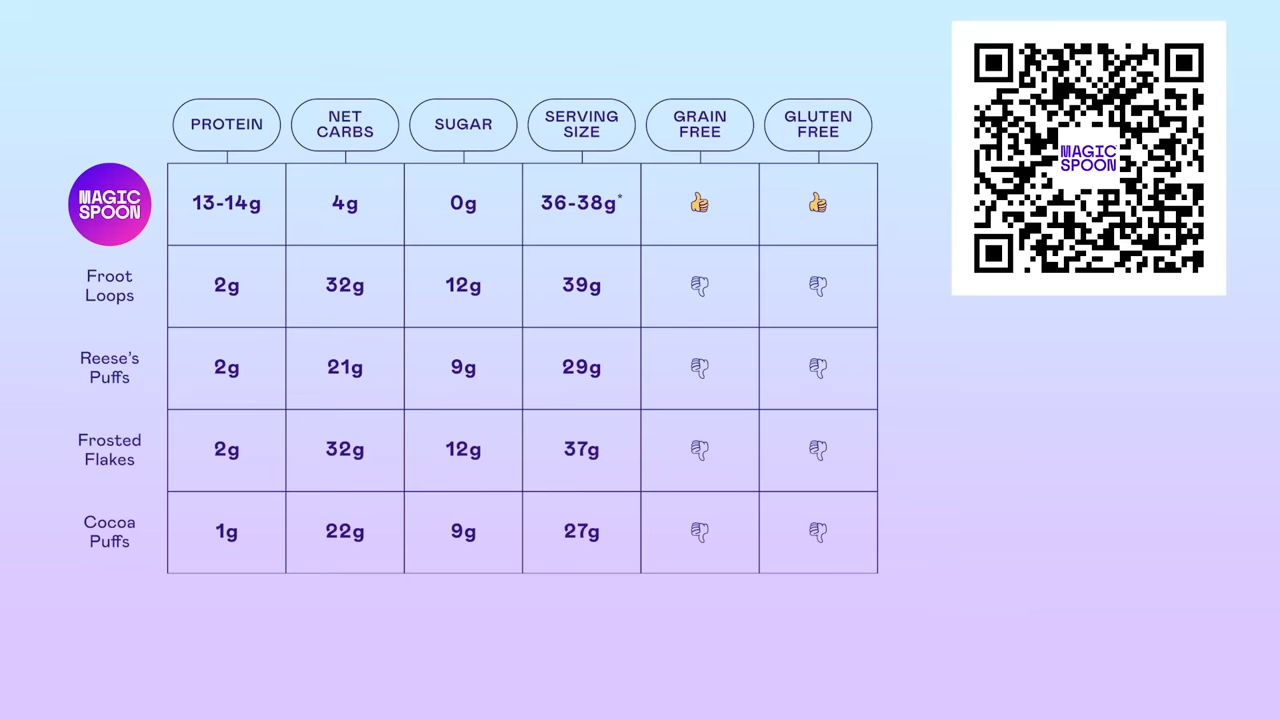 PROTEIN
NET
CARBS
SUGAR
SERVING
SIZE
GRAIN
FREE
GLUTEN
FREE
MAGIC
SPOON
13-14g
4g
0g
36-38g*
Froot
Loops
2g
32g
12g
39g
Reese's
Puffs
2g
21g
9g
29g
Frosted
Flakes
2g
32g
12g
37g
Cocoa
Puffs
1g
22g
9g
27g
MAGIC
SPOON